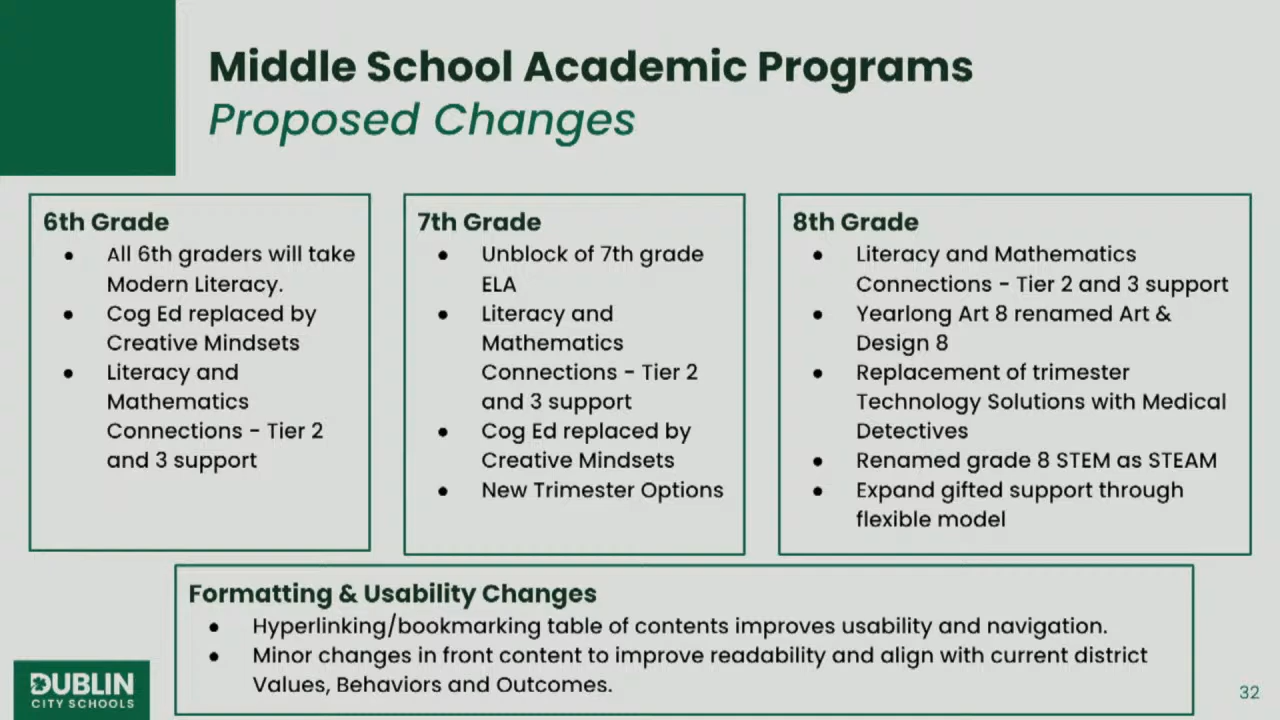 Middle School Academic Programs
Proposed Changes
6th Grade
● All 6th graders will take
Modern Literacy.
● Cog Ed replaced by
Creative Mindsets
● Literacy and
Mathematics
Connections - Tier 2
and 3 support
7th Grade
● Unblock of 7th grade
ELA
● Literacy and
Mathematics
Connections - Tier 2
and 3 support
● Cog Ed replaced by
Creative Mindsets
● New Trimester Options
8th Grade
● Literacy and Mathematics
Connections - Tier 2 and 3 support
● Yearlong Art 8 renamed Art &
Design 8
● Replacement of trimester
Technology Solutions with Medical
Detectives
● Renamed grade 8 STEM as STEAM
● Expand gifted support through
flexible model
Formatting & Usability Changes
● Hyperlinking/bookmarking table of contents improves usability and navigation.
● Minor changes in front content to improve readability and align with current district
Values, Behaviors and Outcomes.
DUBLIN
CITY SCHOOLS
32